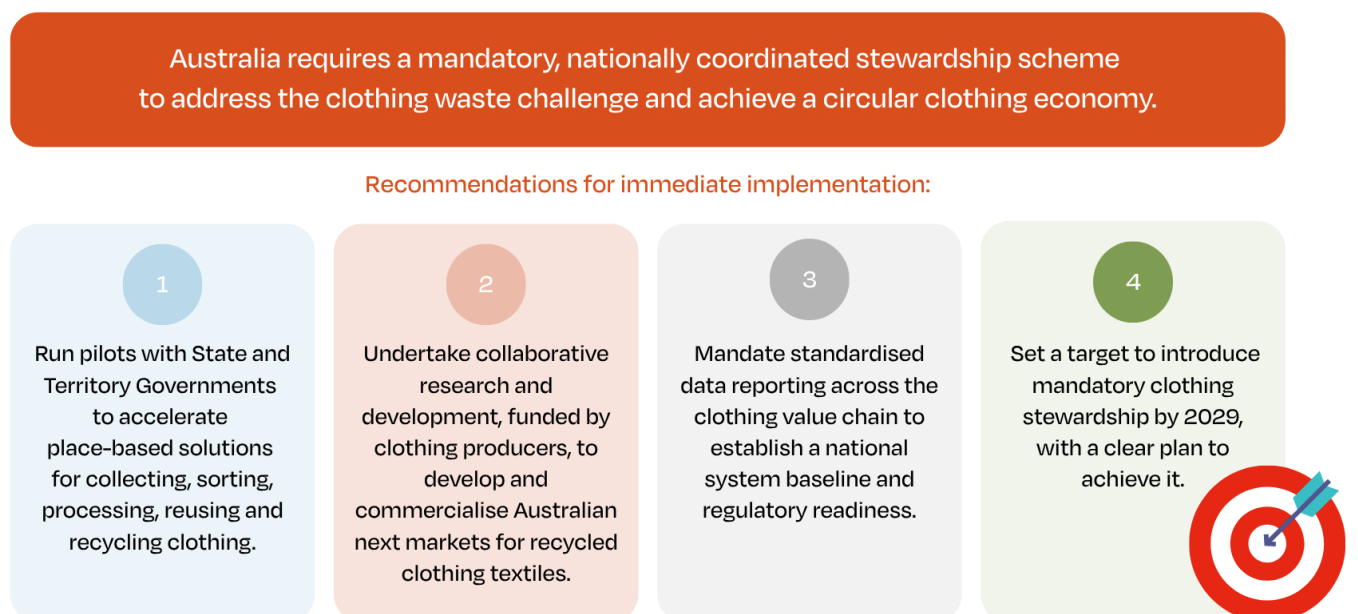 Australia requires a mandatory, nationally coordinated stewardship scheme
to address the clothing waste challenge and achieve a circular clothing economy.
Recommendations for immediate implementation:
1
Run pilots with State and
Territory Governments
to accelerate
place-based solutions
for collecting, sorting,
processing, reusing and
recycling clothing.
2
Undertake collaborative
research and
development, funded by
clothing producers, to
develop and
commercialise Australian
next markets for recycled
clothing textiles.
3
Mandate standardised
data reporting across the
clothing value chain to
establish a national
system baseline and
regulatory readiness.
4
Set a target to introduce
mandatory clothing
stewardship by 2029,
with a clear plan to
achieve it.